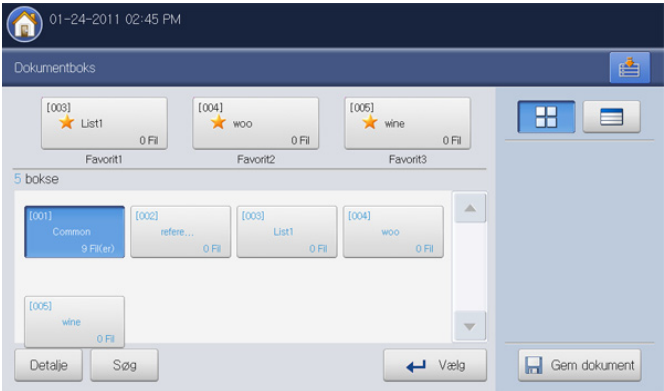 01-24-2011 02:45 PM
Dokumentboks
[003] [004] [005]
List1 woo wine
0 Fil 0 Fil 0 Fil
Favorit1 Favorit2 Favorit3
5 bokse
[001] [002] [003] [004]
Common refere... List1 woo
9 Fil(er) 0 Fil 0 Fil 0 Fil
[005]
wine
0 Fil
Detalje Søg Vælg Gem dokument